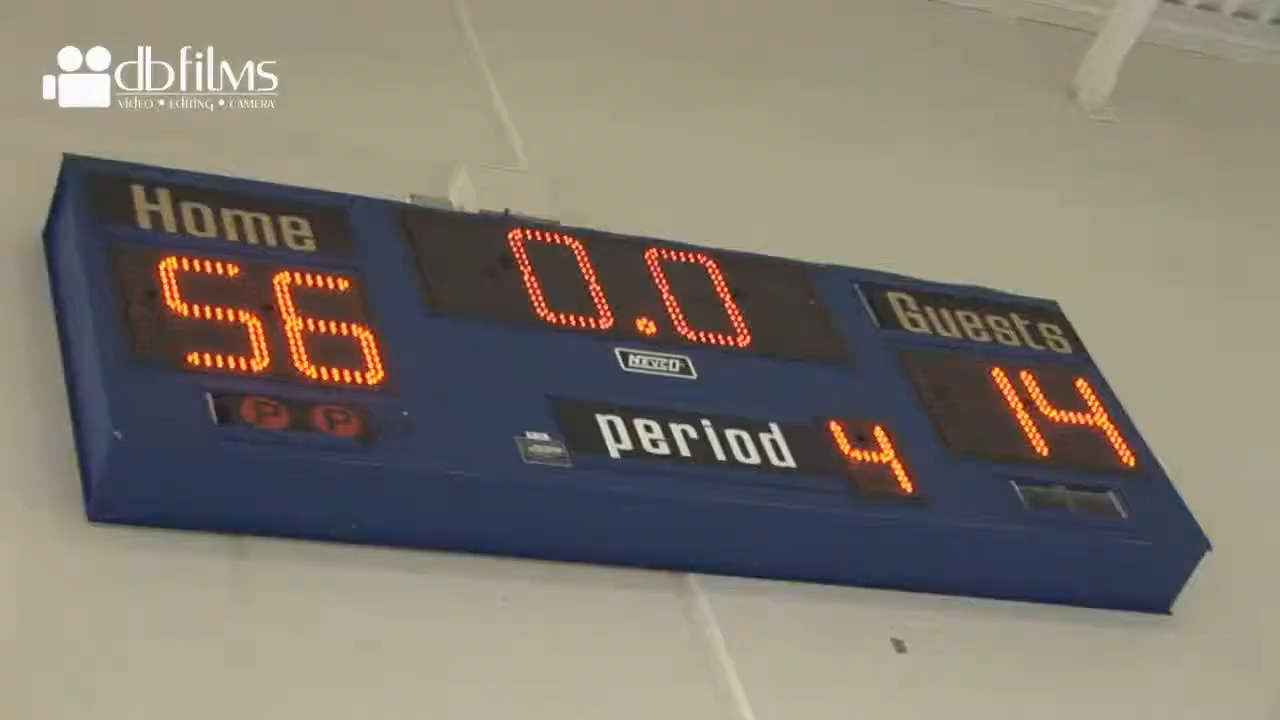 dbfilms
VIDEO • EDITING • CAMERA
Home
56
P P
0.0
NEVCO
period 4
Guests
14